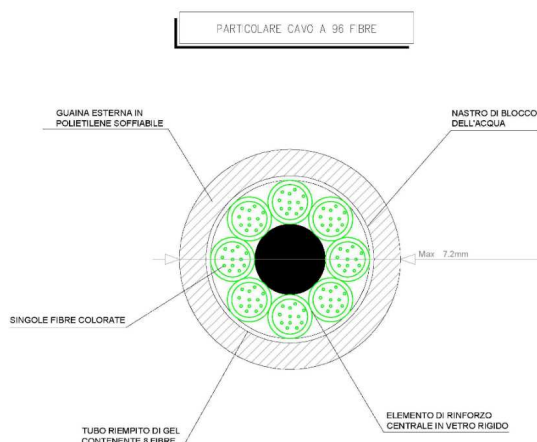 PARTICOLARE CAVO A 96 FIBRE
GUAINA ESTERNA IN
POLIETILENE SOFFIABILE
NASTRO DI BLOCCO
DELL'ACQUA
Max 7.2mm
SINGOLE FIBRE COLORATE
ELEMENTO DI RINFORZO
CENTRALE IN VETRO RIGIDO
TUBO RIEMPITO DI GEL
CONTENENTE 8 FIBRE